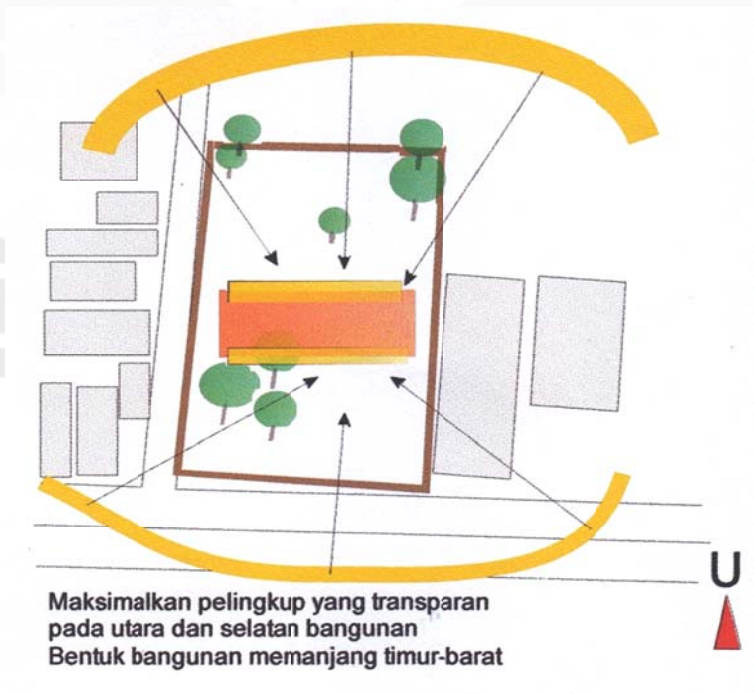 U
Maksimalkan pelingkup yang transparan
pada utara dan selatan bangunan
Bentuk bangunan memanjang timur-barat